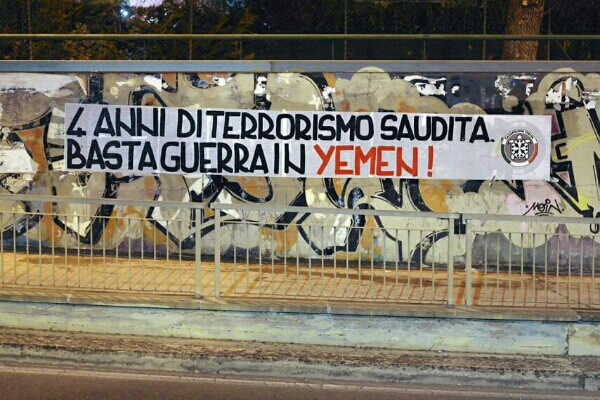 4 ANNI DI TERRORISMO SAUDITA.
BASTA GUERRA IN YEMEN!